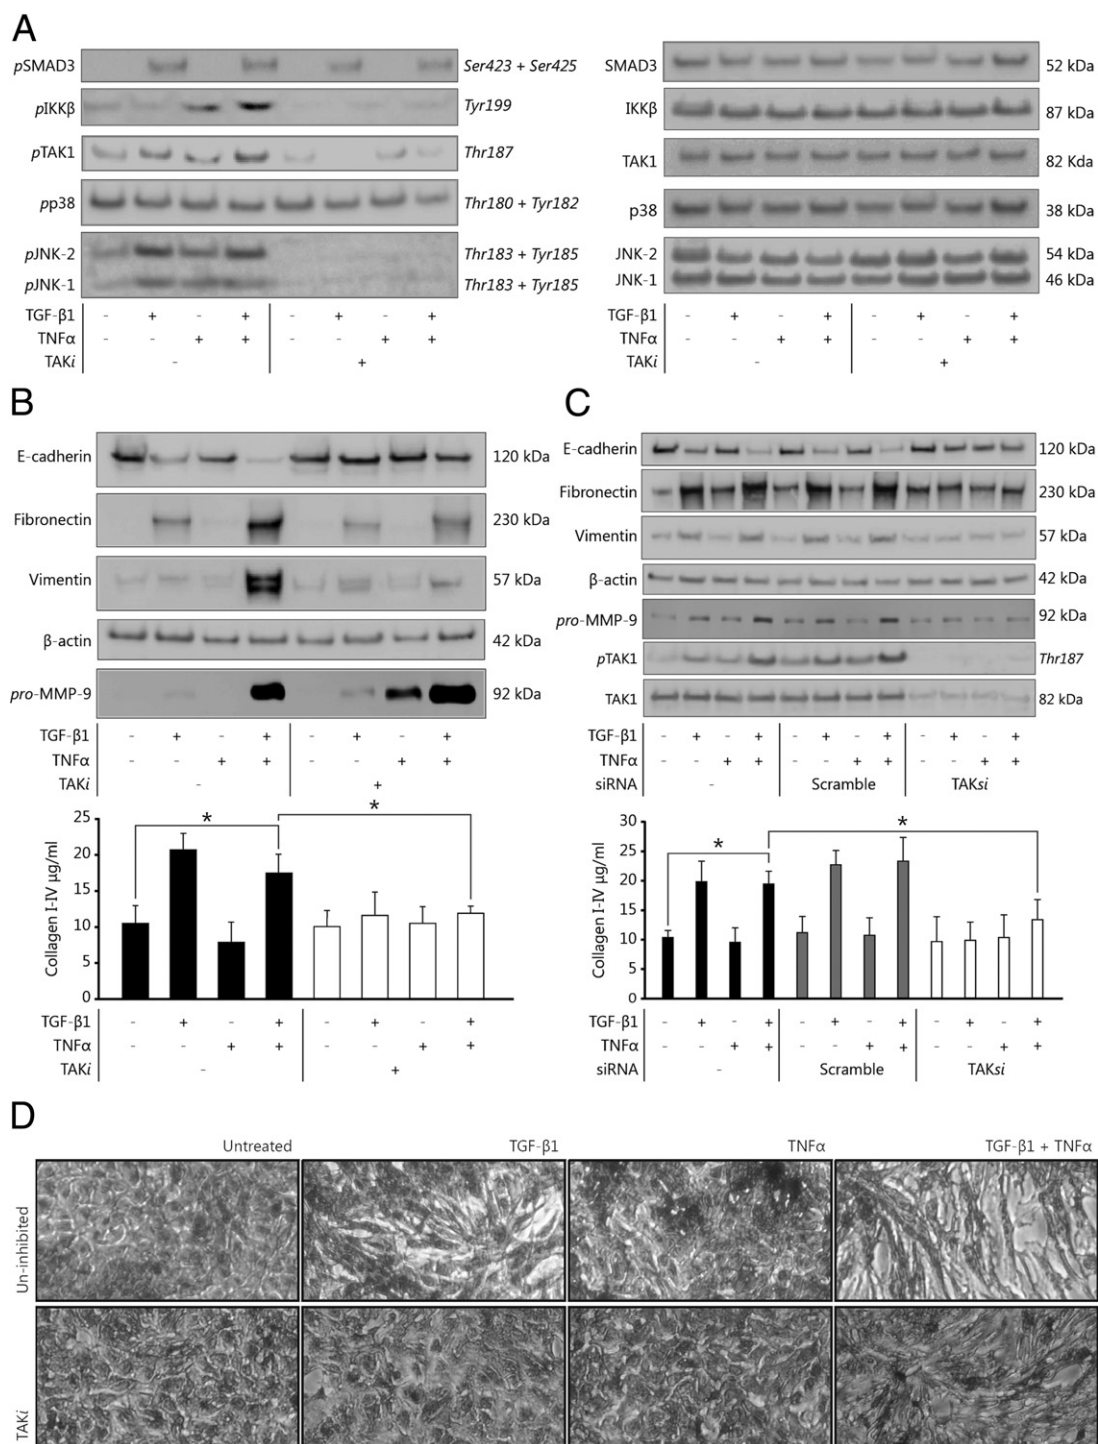 A
pSMAD3 Ser423 + Ser425
pIKKβ Tyr199
pTAK1 Thr187
pp38 Thr180 + Tyr182
pJNK-2 Thr183 + Tyr185
pJNK-1 Thr183 + Tyr185
TGF-β1 - + - + - + - +
TNFα - - + + - - + +
TAKi - +
SMAD3 52 kDa
IKKβ 87 kDa
TAK1 82 Kda
p38 38 kDa
JNK-2 54 kDa
JNK-1 46 kDa
- + - + - + - +
- - + + - - + +
- +
B
E-cadherin 120 kDa
Fibronectin 230 kDa
Vimentin 57 kDa
β-actin 42 kDa
pro-MMP-9 92 kDa
TGF-β1 - + - + - + - +
TNFα - - + + - - + +
TAKi - +
* *
Collagen I-IV µg/ml
25
20
15
10
5
0
TGF-β1 - + - + - + - +
TNFα - - + + - - + +
TAKi - +
C
E-cadherin 120 kDa
Fibronectin 230 kDa
Vimentin 57 kDa
β-actin 42 kDa
pro-MMP-9 92 kDa
pTAK1 Thr187
TAK1 82 kDa
TGF-β1 - + - + - + - + - + - +
TNFα - - + + - - + + - - + +
siRNA - Scramble TAKsi
* *
Collagen I-IV µg/ml
30
25
20
15
10
5
0
TGF-β1 - + - + - + - + - + - +
TNFα - - + + - - + + - - + +
siRNA - Scramble TAKsi
D
Untreated TGF-β1 TNFα TGF-β1 + TNFα
Un-inhibited
TAKi